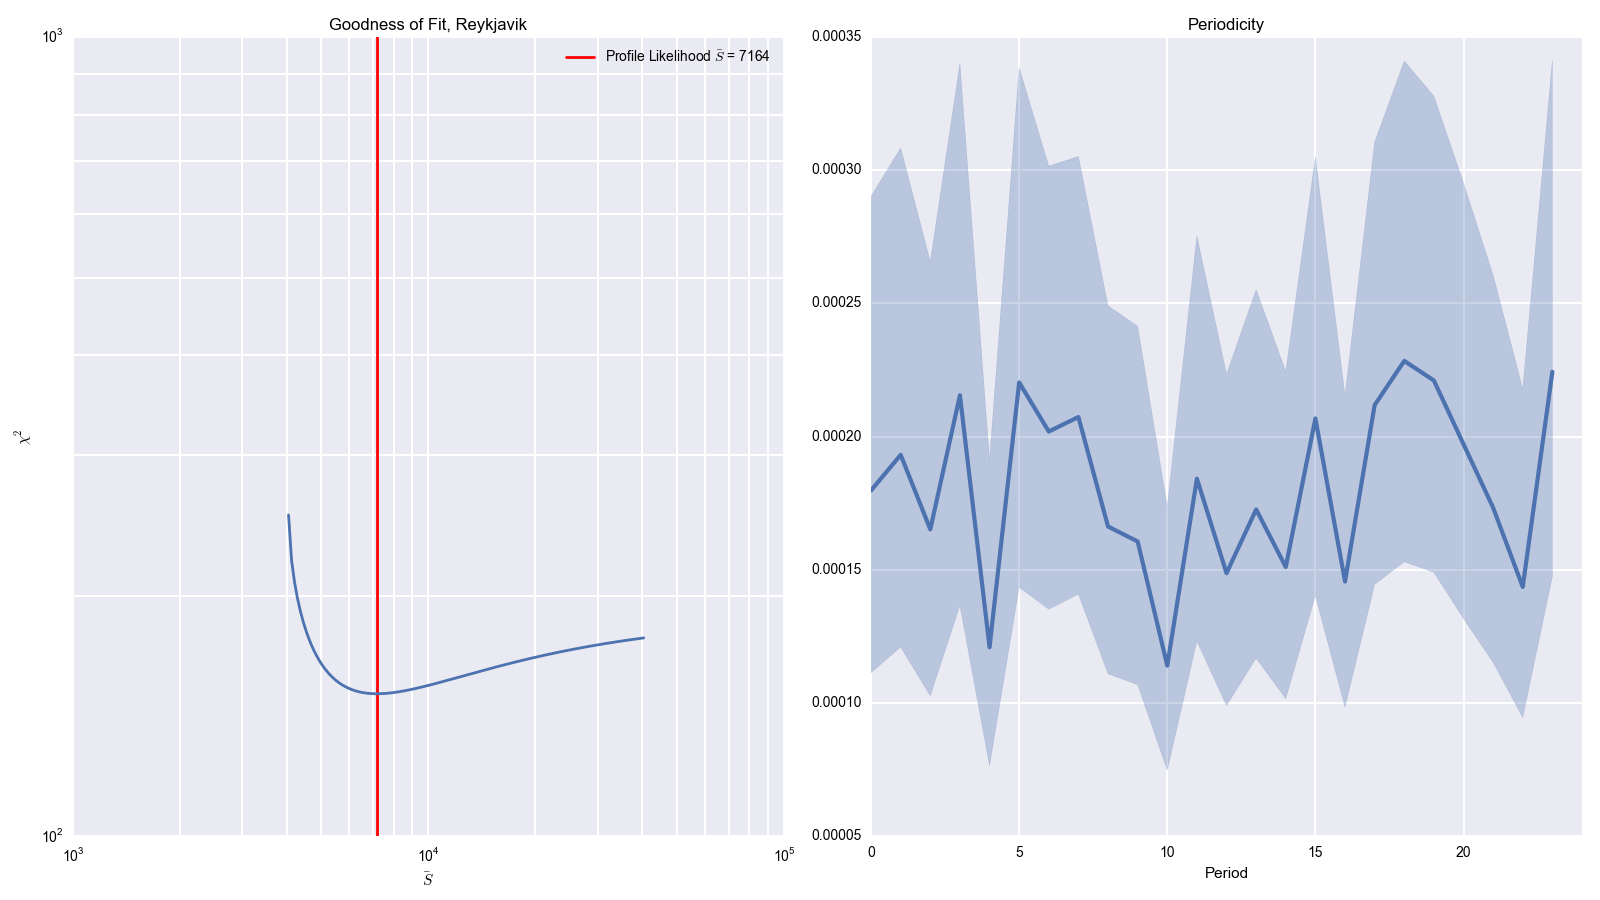 Goodness of Fit, Reykjavik
Profile Likelihood S̄ = 7164
10³
10²
χ²
10³ 10⁴ 10⁵
S̄
Periodicity
0.00035
0.00030
0.00025
0.00020
0.00015
0.00010
0.00005
0 5 10 15 20
Period